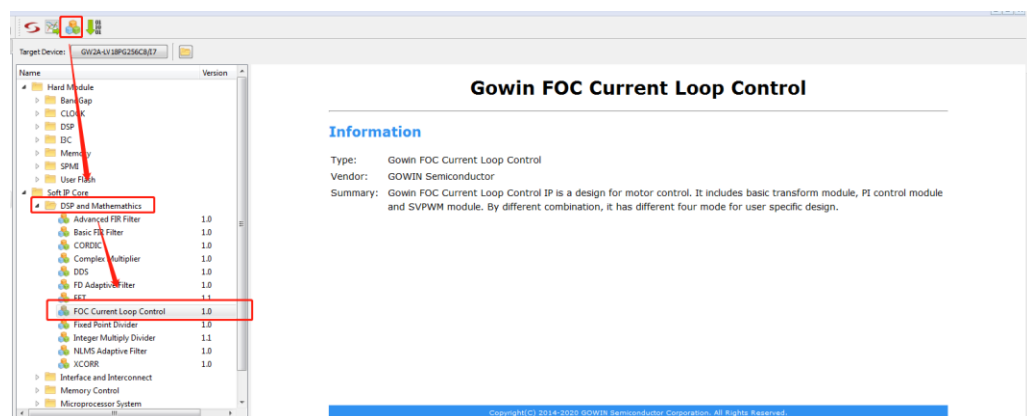 Target Device: GW2A-LV18PG256C8/I7
Name Version
Hard Module
BandGap
CLOCK
DSP
I3C
Memory
SPMI
User Flash
Soft IP Core
DSP and Mathemathics
Advanced FIR Filter 1.0
Basic FIR Filter 1.0
CORDIC 1.0
Complex Multiplier 1.0
DDS 1.0
FD Adaptive Filter 1.0
FFT 1.1
FOC Current Loop Control 1.0
Fixed Point Divider 1.0
Integer Multiply Divider 1.1
NLMS Adaptive Filter 1.0
XCORR 1.0
Interface and Interconnect
Memory Control
Microprocessor System
Gowin FOC Current Loop Control
Information
Type: Gowin FOC Current Loop Control
Vendor: GOWIN Semiconductor
Summary: Gowin FOC Current Loop Control IP is a design for motor control. It includes basic transform module, PI control module
and SVPWM module. By different combination, it has different four mode for user specific design.
Copyright(C) 2014-2020 GOWIN Semiconductor Corporation. All Rights Reserved.